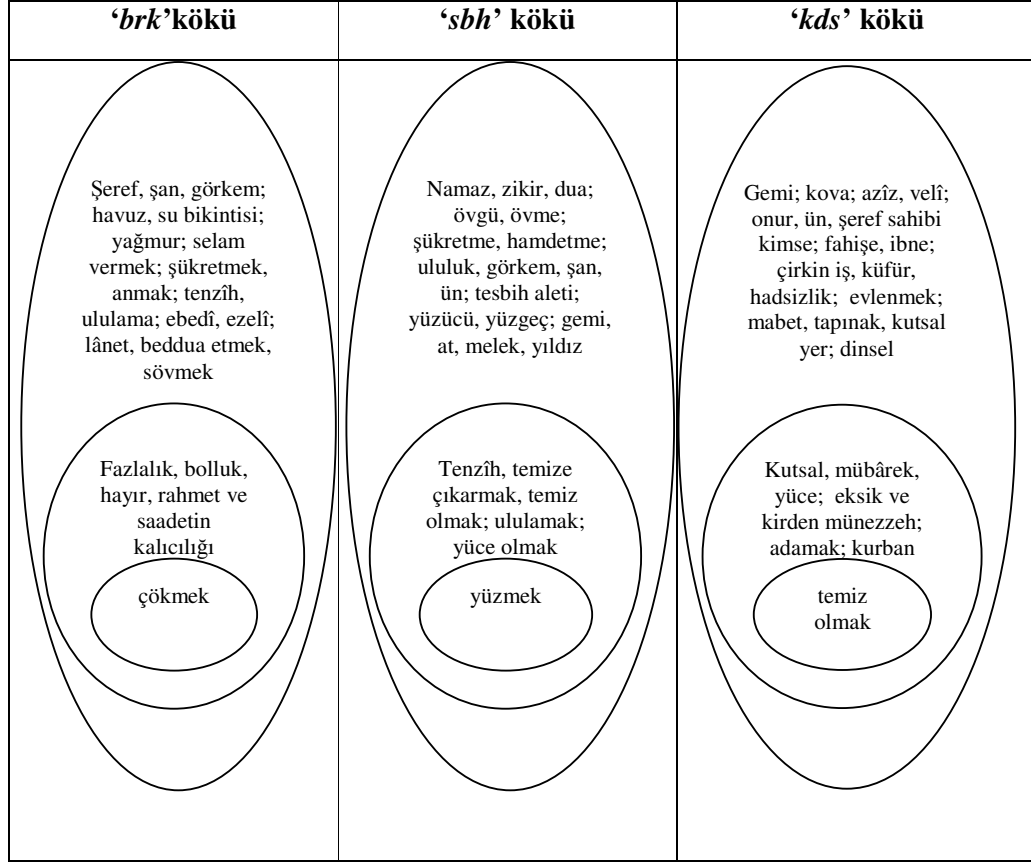 ‘brk’kökü
‘sbh’ kökü
‘kds’ kökü
Şeref, şan, görkem;
havuz, su bikintisi;
yağmur; selam
vermek; şükretmek,
anmak; tenzîh,
ululama; ebedî, ezelî;
lânet, beddua etmek,
sövmek
Fazlalık, bolluk,
hayır, rahmet ve
saadetin
kalıcılığı
çökmek
Namaz, zikir, dua;
övgü, övme;
şükretme, hamdetme;
ululuk, görkem, şan,
ün; tesbih aleti;
yüzücü, yüzgeç; gemi,
at, melek, yıldız
Tenzîh, temize
çıkarmak, temiz
olmak; ululamak;
yüce olmak
yüzmek
Gemi; kova; azîz, velî;
onur, ün, şeref sahibi
kimse; fahişe, ibne;
çirkin iş, küfür,
hadsizlik; evlenmek;
mabet, tapınak, kutsal
yer; dinsel
Kutsal, mübârek,
yüce; eksik ve
kirden münezzeh;
adamak; kurban
temiz
olmak